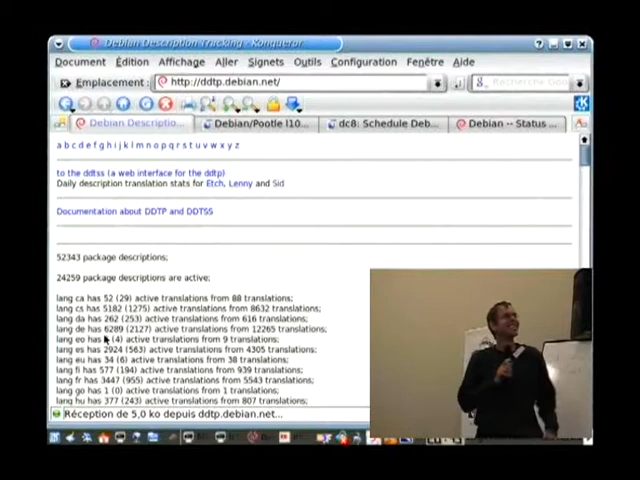 Debian Description Tracking - Konqueror
Document Édition Affichage Aller Signets Outils Configuration Fenêtre Aide
Emplacement : http://ddtp.debian.net/
Debian Descriptio... Debian/Pootle l10... dc8: Schedule Deb... Debian -- Status ...
a b c d e f g h i j k l m n o p q r s t u v w x y z
to the ddtss (a web interface for the ddtp)
Daily description translation stats for Etch, Lenny and Sid
Documentation about DDTP and DDTSS
52343 package descriptions;
24259 package descriptions are active;
lang ca has 52 (29) active translations from 88 translations;
lang cs has 5182 (1275) active translations from 8632 translations;
lang da has 262 (253) active translations from 616 translations;
lang de has 6289 (2127) active translations from 12265 translations;
lang eo has (4) active translations from 9 translations;
lang es has 2924 (563) active translations from 4305 translations;
lang eu has 34 (6) active translations from 38 translations;
lang fi has 577 (194) active translations from 939 translations;
lang fr has 3447 (955) active translations from 5543 translations;
lang go has 1 (0) active translations from 1 translations;
lang hu has 377 (243) active translations from 807 translations;
Réception de 5,0 ko depuis ddtp.debian.net...